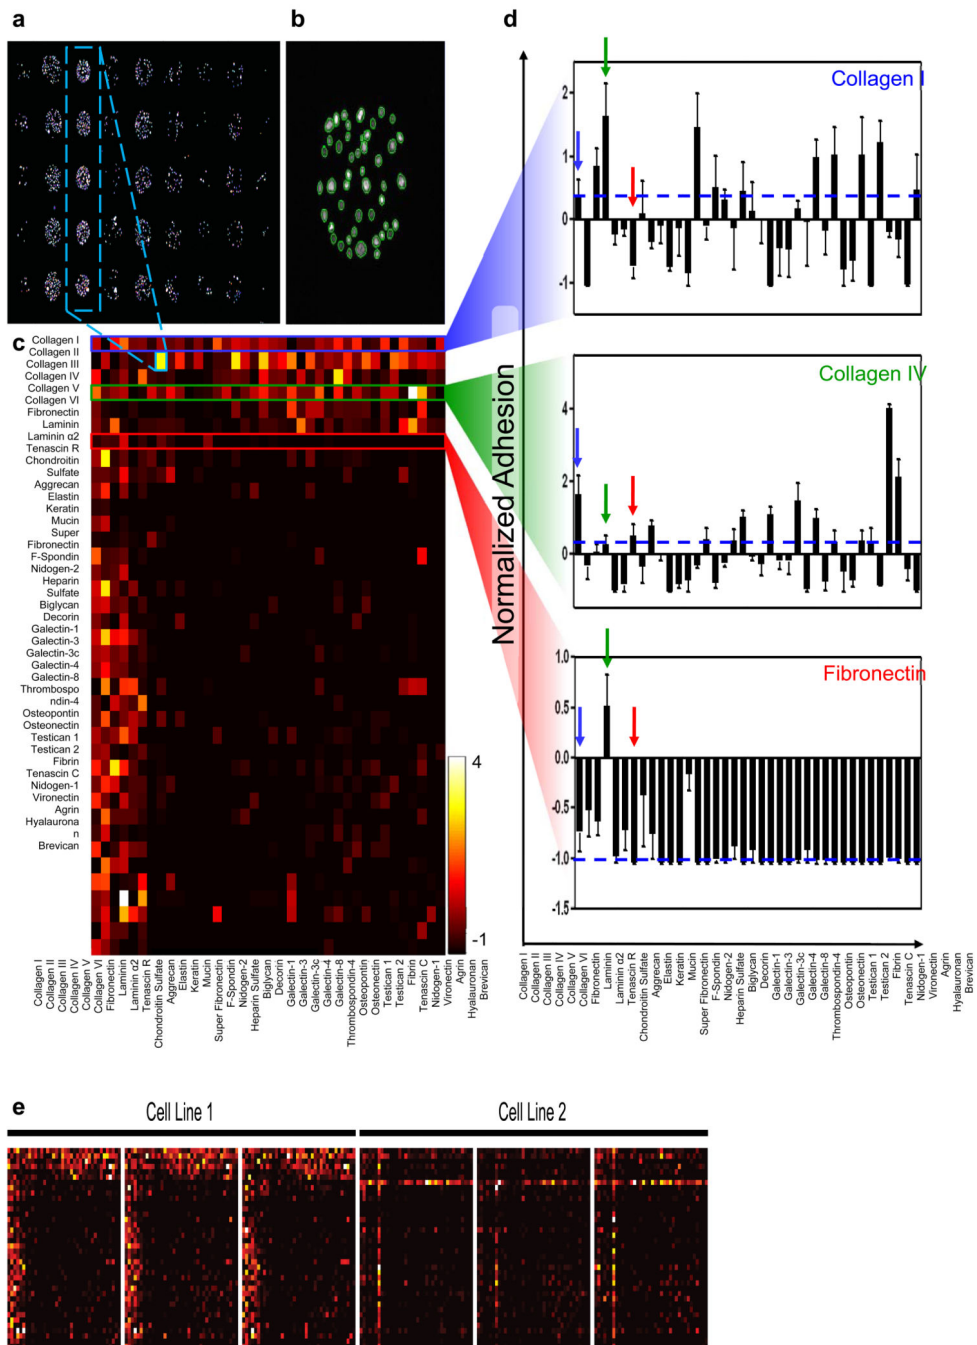 a
b
d
Collagen I
2
1
0
-1
c
Collagen I
Collagen II
Collagen III
Collagen IV
Collagen V
Collagen VI
Fibronectin
Laminin
Laminin α2
Tenascin R
Chondroitin
Sulfate
Aggrecan
Elastin
Keratin
Mucin
Super
Fibronectin
F-Spondin
Nidogen-2
Heparin
Sulfate
Biglycan
Decorin
Galectin-1
Galectin-3
Galectin-3c
Galectin-4
Galectin-8
Thrombospo
ndin-4
Osteopontin
Osteonectin
Testican 1
Testican 2
Fibrin
Tenascin C
Nidogen-1
Vironectin
Agrin
Hyalaurona
n
Brevican
4
-1
Normalized Adhesion
Collagen IV
4
2
0
Fibronectin
1.0
0.5
0.0
-0.5
-1.0
-1.5
Collagen I
Collagen II
Collagen III
Collagen IV
Collagen V
Collagen VI
Fibronectin
Laminin
Laminin α2
Tenascin R
Chondroitin Sulfate
Aggrecan
Elastin
Keratin
Mucin
Super Fibronectin
F-Spondin
Nidogen-2
Heparin Sulfate
Biglycan
Decorin
Galectin-1
Galectin-3
Galectin-3c
Galectin-4
Galectin-8
Thrombospondin-4
Osteopontin
Osteonectin
Testican 1
Testican 2
Fibrin
Tenascin C
Nidogen-1
Vironectin
Agrin
Hyalauronan
Brevican
Collagen I
Collagen II
Collagen III
Collagen IV
Collagen V
Collagen VI
Fibronectin
Laminin
Laminin α2
Tenascin R
Chondroitin Sulfate
Aggrecan
Elastin
Keratin
Mucin
Super Fibronectin
F-Spondin
Nidogen-2
Heparin Sulfate
Biglycan
Decorin
Galectin-1
Galectin-3
Galectin-3c
Galectin-4
Galectin-8
Thrombospondin-4
Osteopontin
Osteonectin
Testican 1
Testican 2
Fibrin
Tenascin C
Nidogen-1
Vironectin
Agrin
Hyalauronan
Brevican
e
Cell Line 1
Cell Line 2